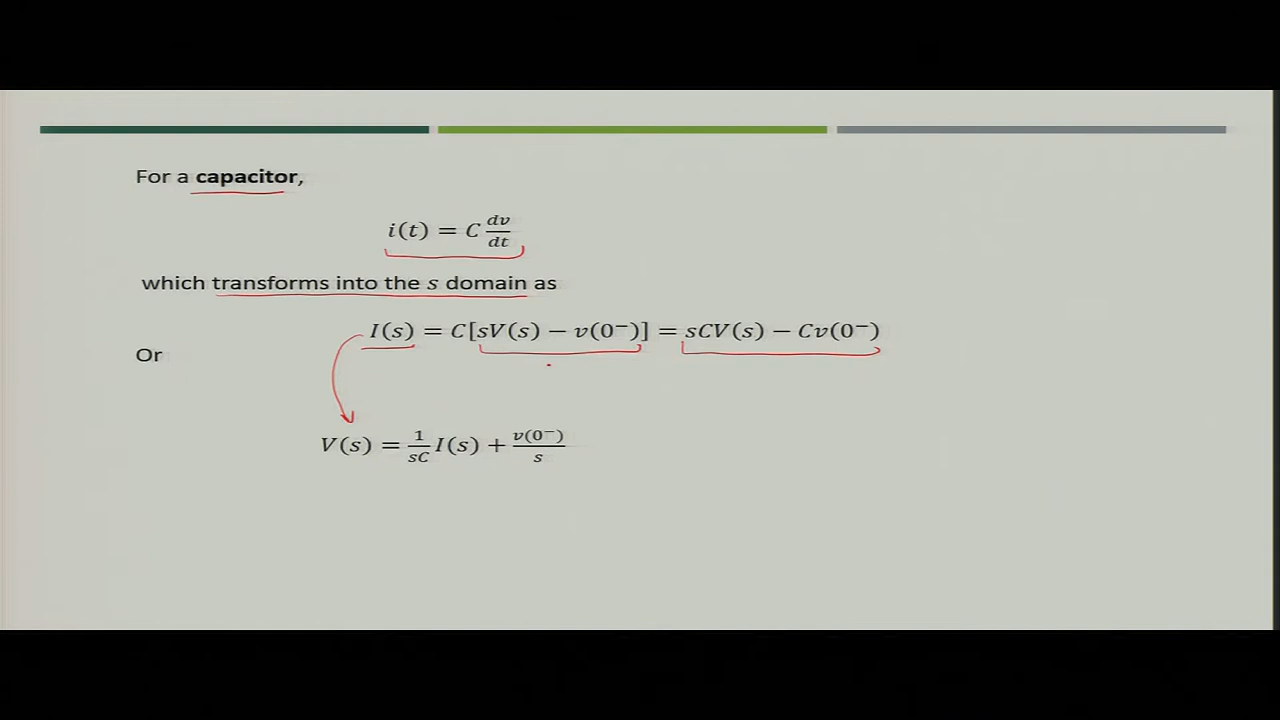 For a capacitor,
i(t) = C dv/dt
which transforms into the s domain as
I(s) = C[sV(s) − v(0⁻)] = sCV(s) − Cv(0⁻)
Or
V(s) = 1/sC I(s) + v(0⁻)/s